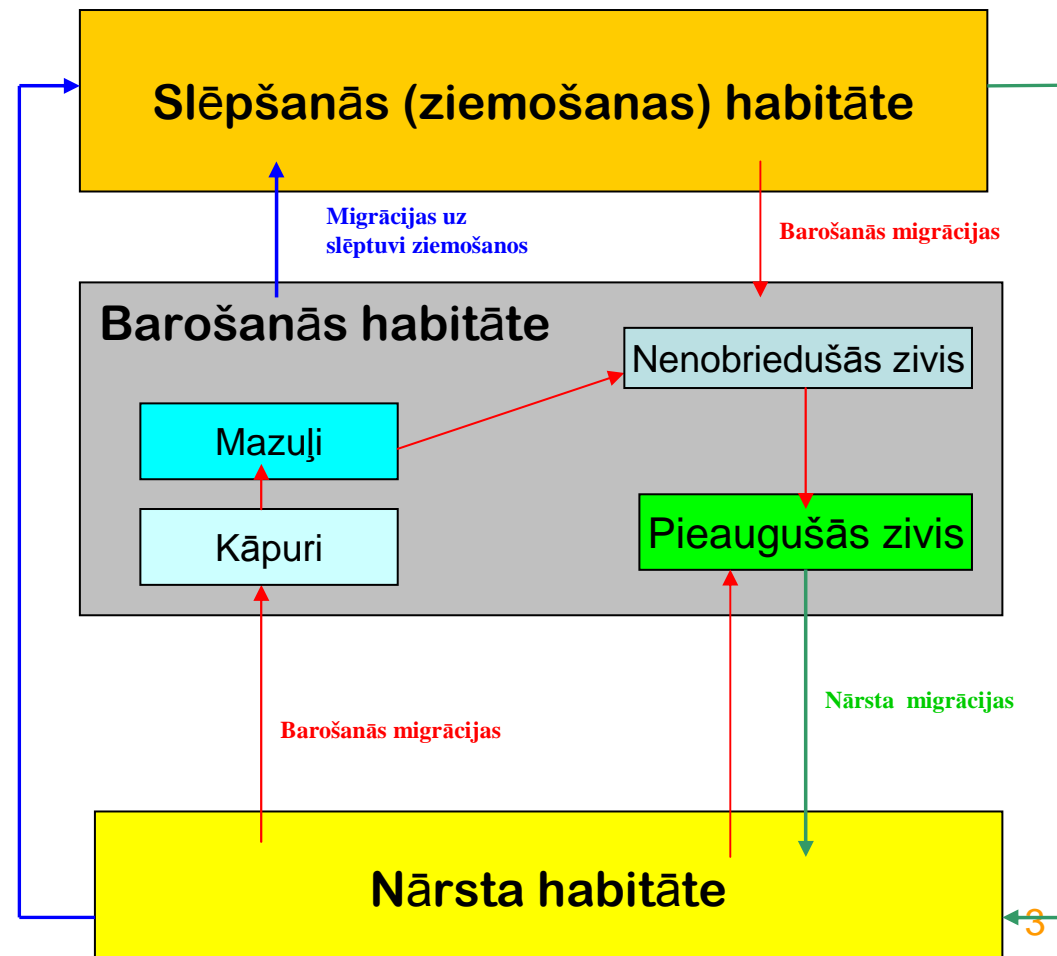 Slēpšanās (ziemošanas) habitāte
Migrācijas uz
slēptuvi ziemošanos
Barošanās migrācijas
Barošanās habitāte
Nenobriedušās zivis
Mazuļi
Kāpuri
Pieaugušās zivis
Nārsta  migrācijas
Barošanās migrācijas
Nārsta habitāte
3